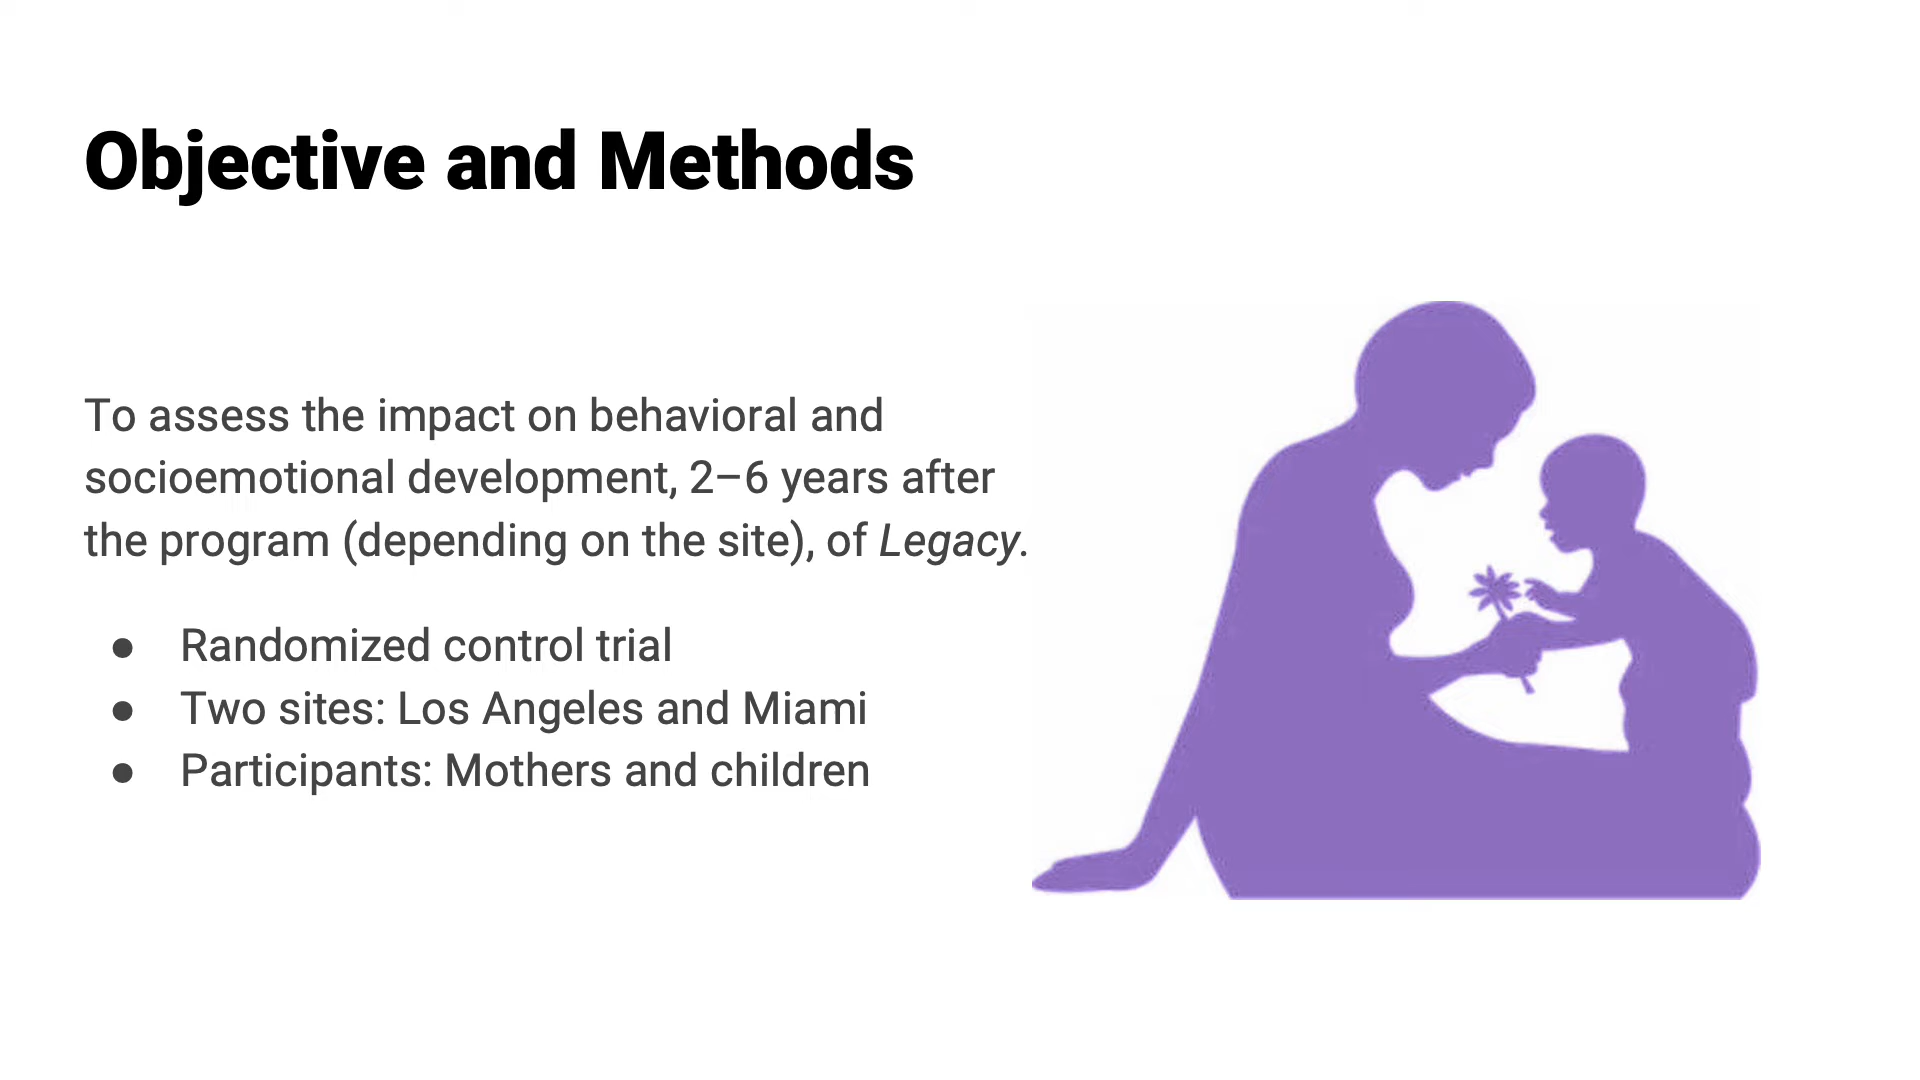 Objective and Methods
To assess the impact on behavioral and
socioemotional development, 2–6 years after
the program (depending on the site), of Legacy.
● Randomized control trial
● Two sites: Los Angeles and Miami
● Participants: Mothers and children